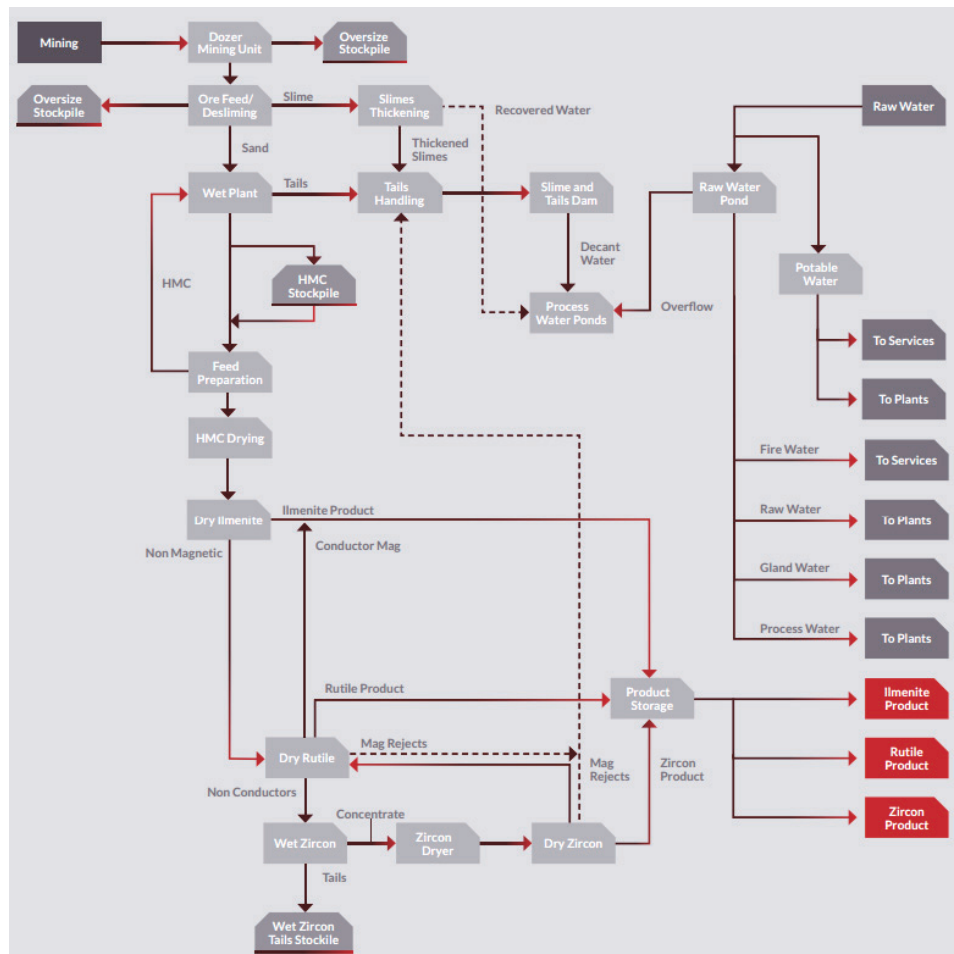 Mining
Dozer
Mining Unit
Oversize
Stockpile
Oversize
Stockpile
Ore Feed/
Desliming
Slime
Slimes
Thickening
Recovered Water
Raw Water
Sand
Thickened
Slimes
Wet Plant
Tails
Tails
Handling
Slime and
Tails Dam
Raw Water
Pond
HMC
HMC
Stockpile
Decant
Water
Potable
Water
Process
Water Ponds
Overflow
To Services
Feed
Preparation
To Plants
HMC Drying
Fire Water
To Services
Dry Ilmenite
Ilmenite Product
Conductor Mag
Non Magnetic
Raw Water
To Plants
Gland Water
To Plants
Process Water
To Plants
Rutile Product
Product
Storage
Ilmenite
Product
Dry Rutile
Mag Rejects
Mag
Rejects
Zircon
Product
Rutile
Product
Non Conductors
Concentrate
Wet Zircon
Zircon
Dryer
Dry Zircon
Zircon
Product
Tails
Wet Zircon
Tails Stockile